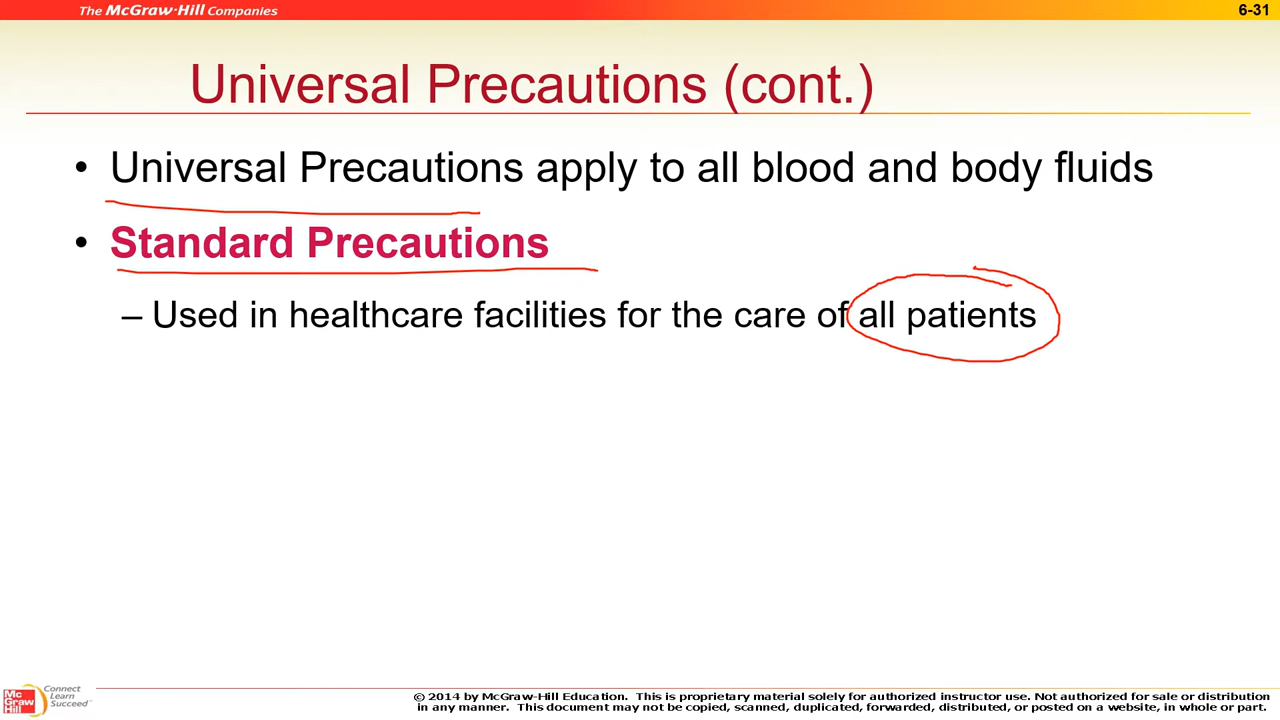 The McGraw·Hill Companies
6-31
Universal Precautions (cont.)
• Universal Precautions apply to all blood and body fluids
• Standard Precautions
– Used in healthcare facilities for the care of all patients
Mc
Graw
Hill
Connect
Learn
Succeed™
© 2014 by McGraw-Hill Education. This is proprietary material solely for authorized instructor use. Not authorized for sale or distribution
in any manner. This document may not be copied, scanned, duplicated, forwarded, distributed, or posted on a website, in whole or part.